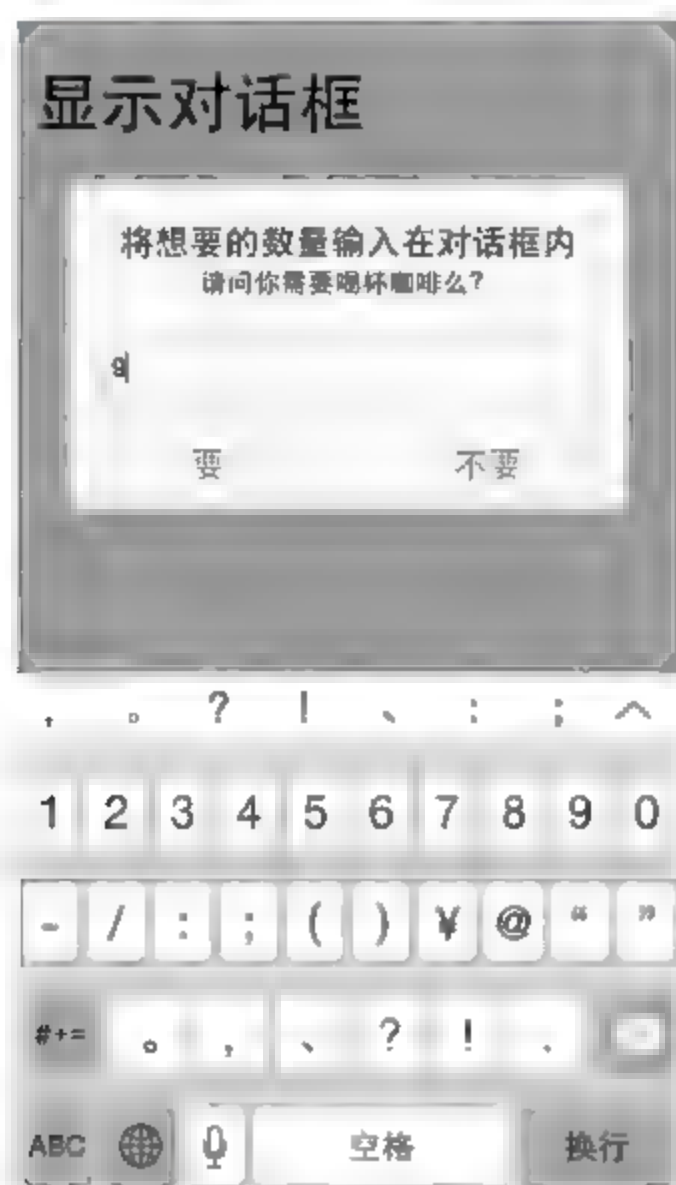 显示对话框
将想要的数量输入在对话框内
请问你需要喝杯咖啡么?
9
要 不要
, 。 ? ! 、 : ; ^
1 2 3 4 5 6 7 8 9 0
- / : ; ( ) ¥ @ “ ”
#+= 。 , 、 ? ! .
ABC 空格 换行